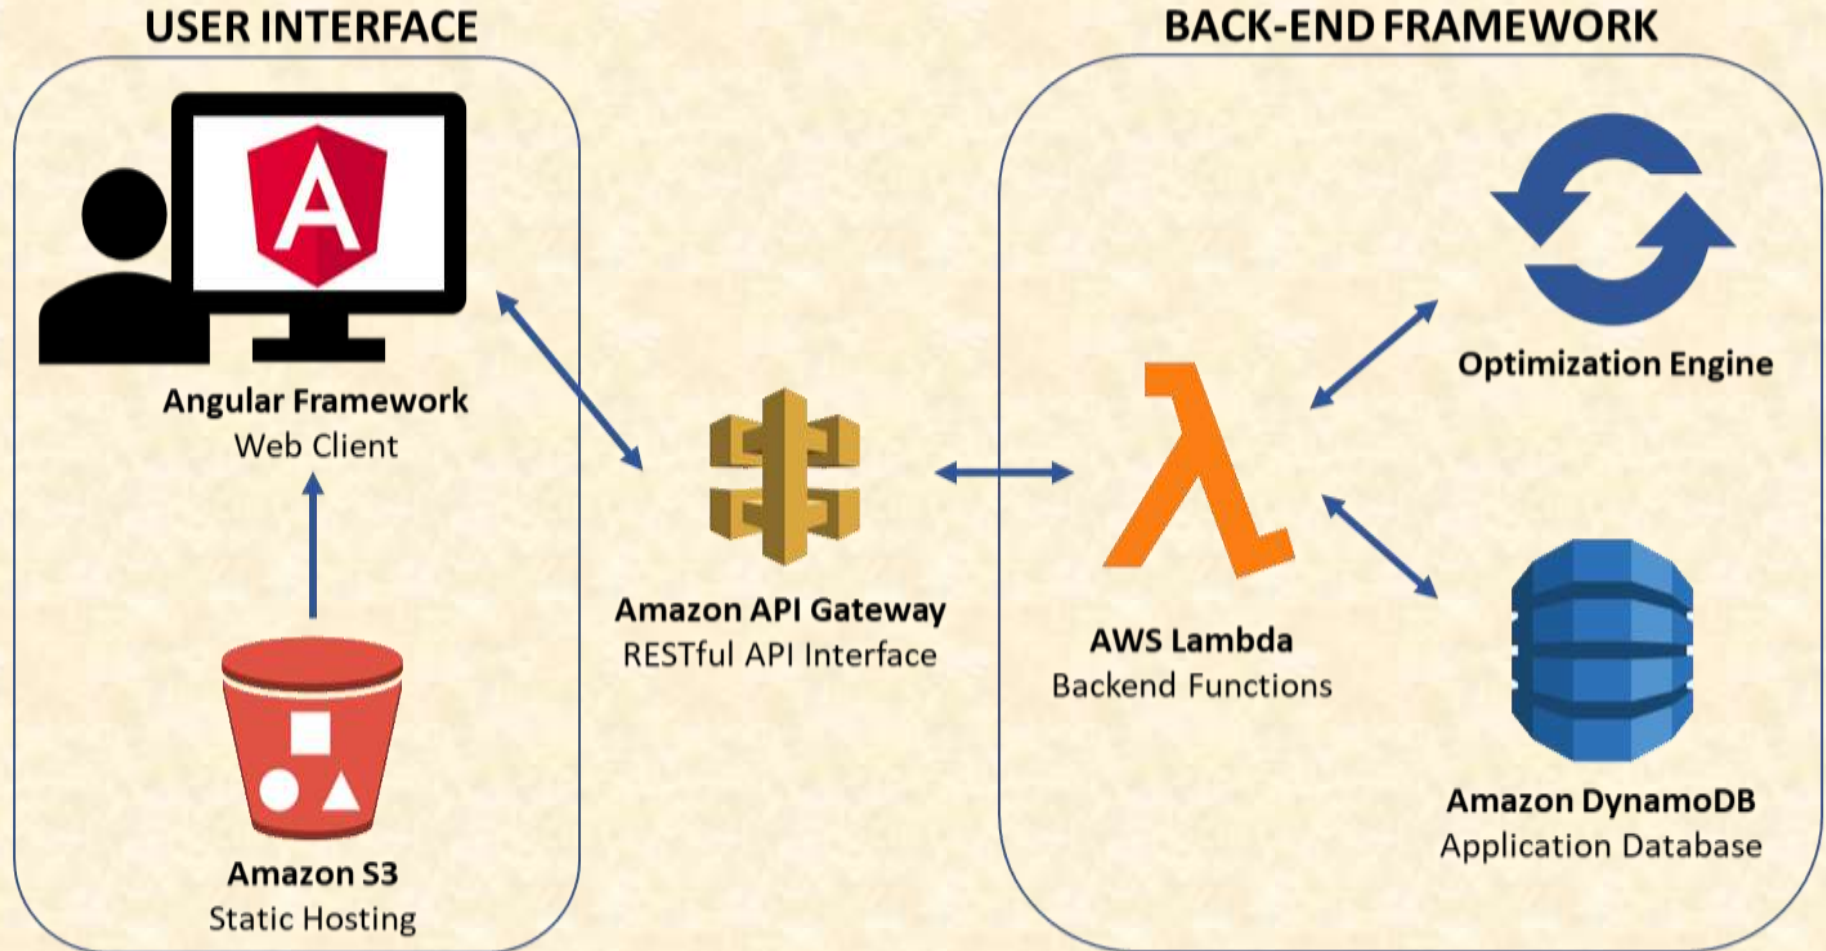 USER INTERFACE
A
Angular Framework
Web Client
Amazon S3
Static Hosting
Amazon API Gateway
RESTful API Interface
BACK-END FRAMEWORK
λ
AWS Lambda
Backend Functions
Optimization Engine
Amazon DynamoDB
Application Database